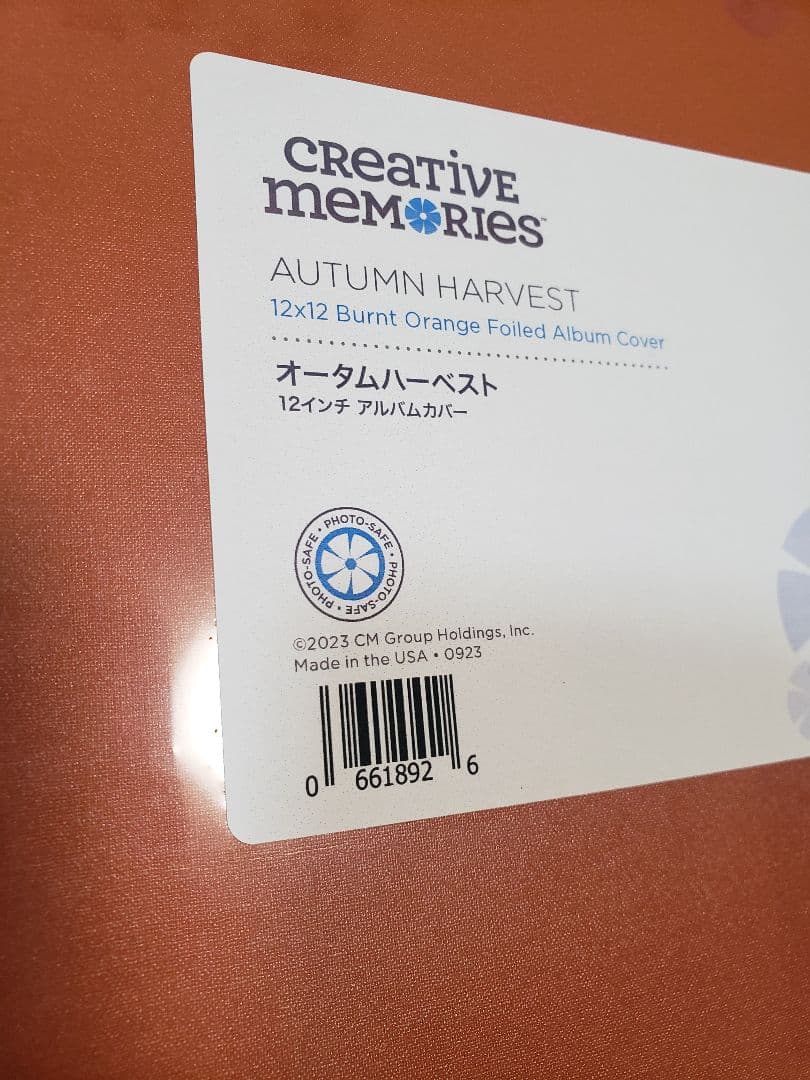 CReaTivE
meMORIes™
AUTUMN HARVEST
12x12 Burnt Orange Foiled Album Cover
オータムハーベスト
12インチ アルバムカバー
PHOTO-SAFE • PHOTO-SAFE • PHOTO-SAFE •
©2023 CM Group Holdings, Inc.
Made in the USA • 0923
0 661892 6